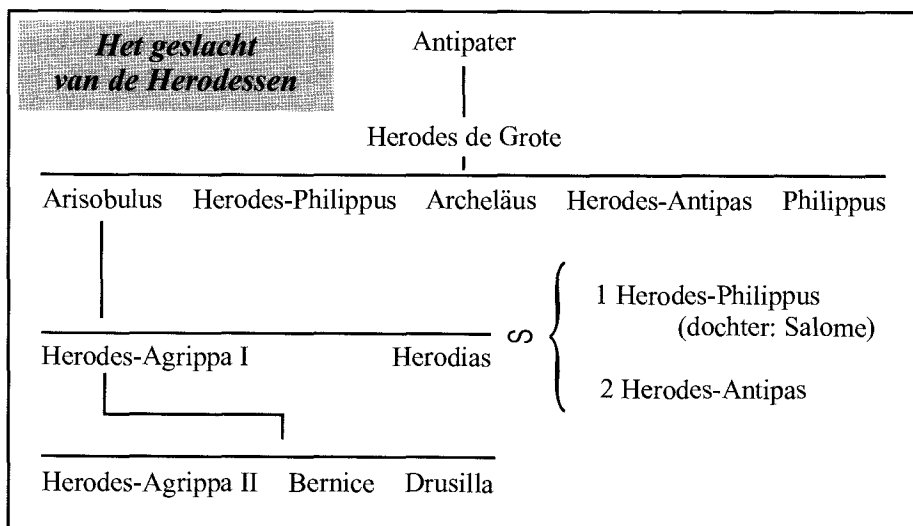 Het geslacht
van de Herodessen
Antipater
Herodes de Grote
Arisobulus Herodes-Philippus Archeläus Herodes-Antipas Philippus
1 Herodes-Philippus
(dochter: Salome)
Herodes-Agrippa I Herodias
2 Herodes-Antipas
Herodes-Agrippa II Bernice Drusilla